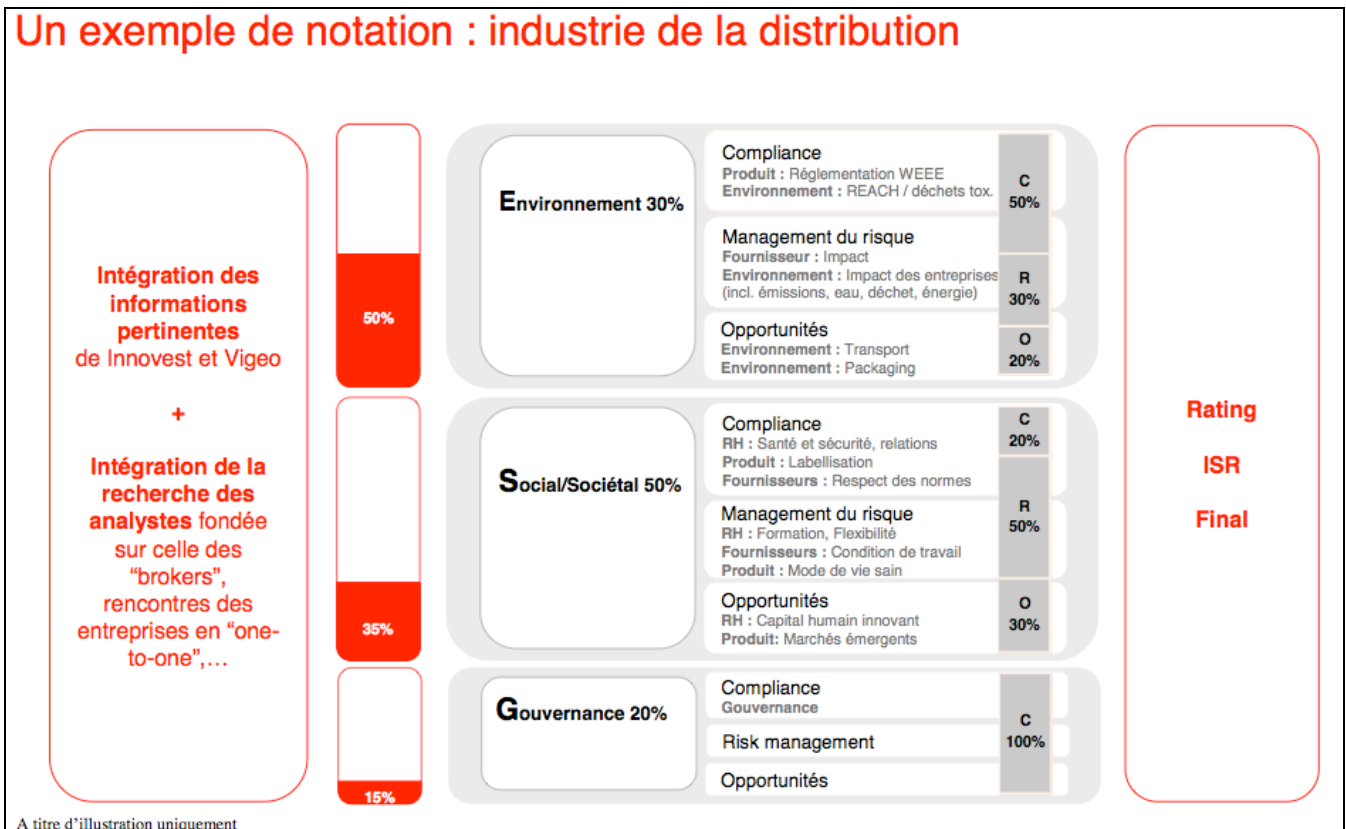 Un exemple de notation : industrie de la distribution
Intégration des
informations
pertinentes
de Innovest et Vigeo
+
Intégration de la
recherche des
analystes fondée
sur celle des
“brokers”,
rencontres des
entreprises en “one-
to-one”,…
50%
35%
15%
Environnement 30%
Compliance
Produit : Réglementation WEEE
Environnement : REACH / déchets tox.
Management du risque
Fournisseur : Impact
Environnement : Impact des entreprises
(incl. émissions, eau, déchet, énergie)
Opportunités
Environnement : Transport
Environnement : Packaging
C
50%
R
30%
O
20%
Social/Sociétal 50%
Compliance
RH : Santé et sécurité, relations
Produit : Labellisation
Fournisseurs : Respect des normes
Management du risque
RH : Formation, Flexibilité
Fournisseurs : Condition de travail
Produit : Mode de vie sain
Opportunités
RH : Capital humain innovant
Produit: Marchés émergents
C
20%
R
50%
O
30%
Gouvernance 20%
Compliance
Gouvernance
Risk management
Opportunités
C
100%
Rating
ISR
Final
A titre d’illustration uniquement